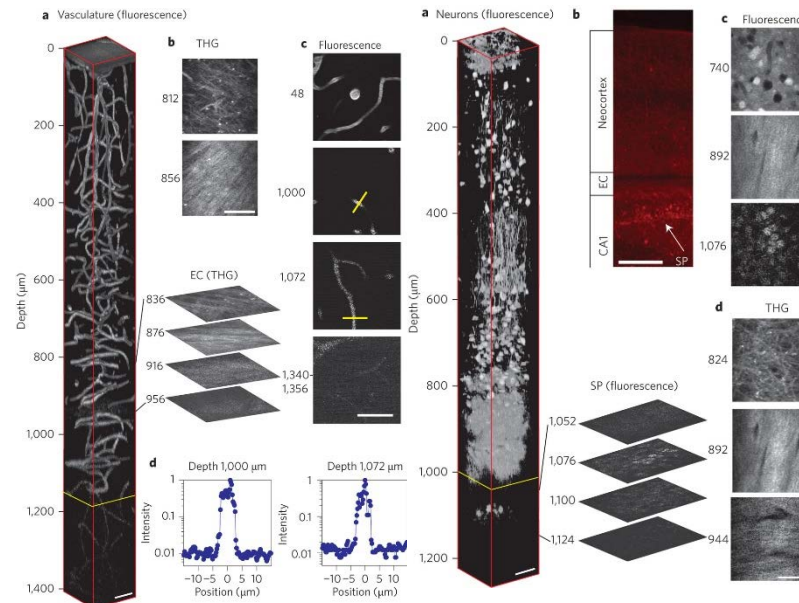 a Vasculature (fluorescence)
0
200
400
600
800
1,000
1,200
1,400
Depth (μm)
b THG
812
856
EC (THG)
836
876
916
956
c Fluorescence
48
1,000
1,072
1,340
1,356
d Depth 1,000 μm
1
0.1
0.01
Intensity
−10 −5 0 5 10
Position (μm)
Depth 1,072 μm
1
0.1
0.01
Intensity
−10 −5 0 5 10
Position (μm)
a Neurons (fluorescence)
0
200
400
600
800
1,000
1,200
Depth (μm)
b
Neocortex
EC
CA1
SP
SP (fluorescence)
1,052
1,076
1,100
1,124
c Fluorescenc
740
892
1,076
d THG
824
892
944